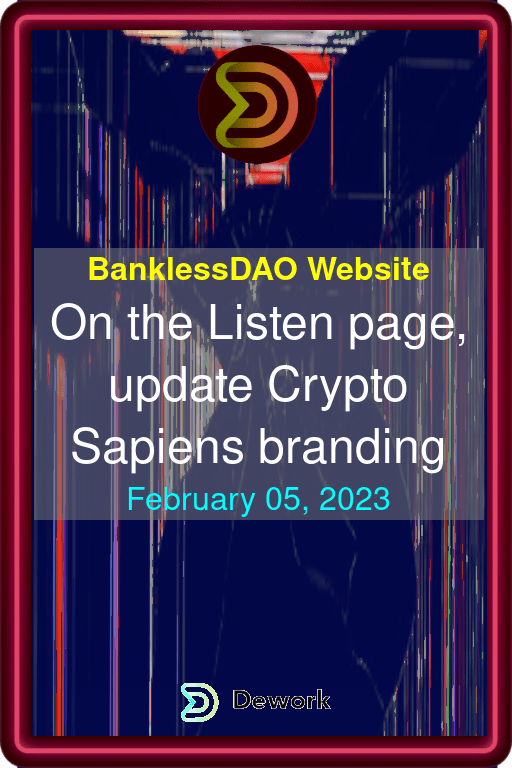 BanklessDAO Website
On the Listen page,
update Crypto
Sapiens branding
February 05, 2023
Dework